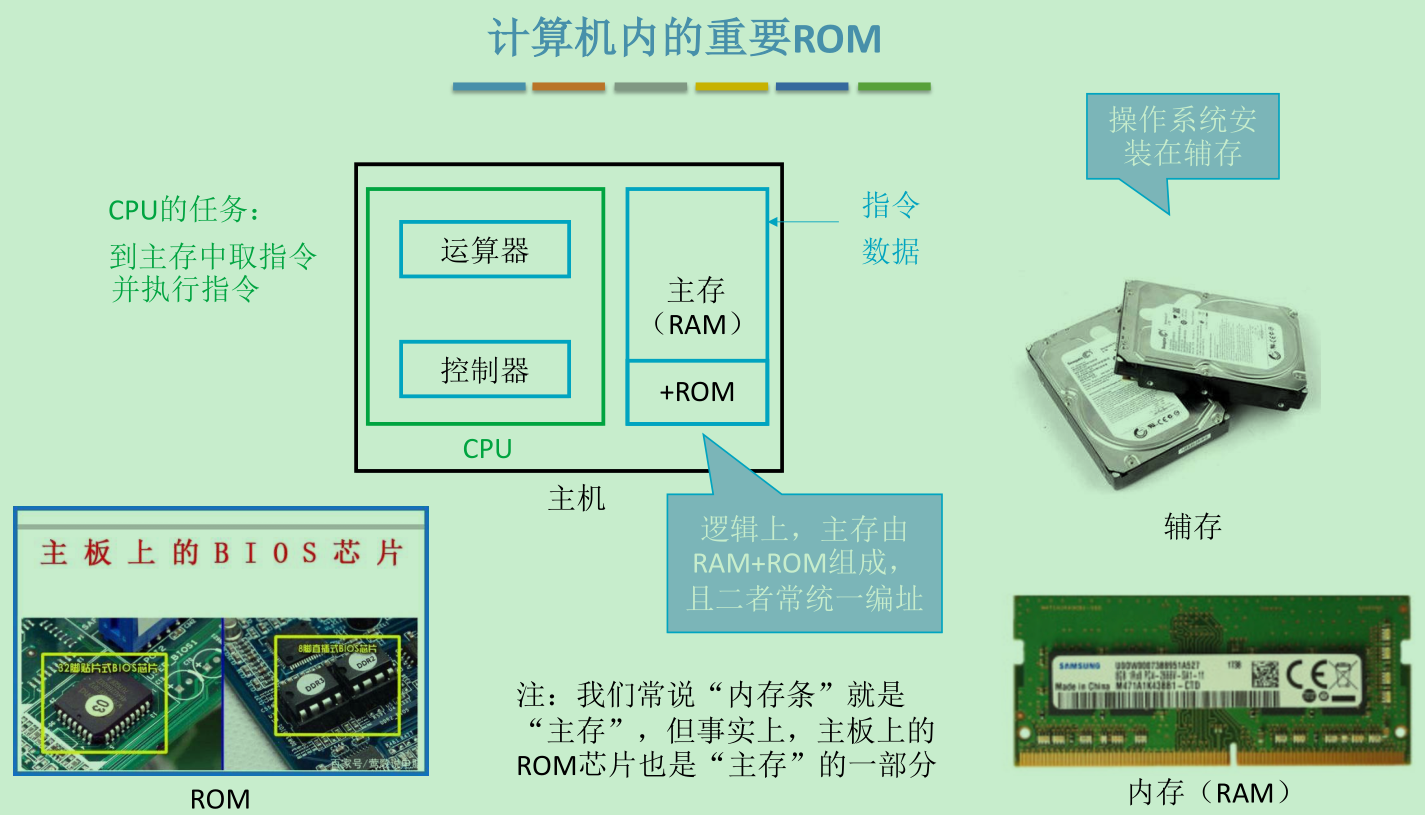 计算机内的重要ROM
操作系统安
装在辅存
CPU的任务：
到主存中取指令
并执行指令
运算器
控制器
CPU
主存
（RAM）
+ROM
指令
数据
主机
逻辑上，主存由
RAM+ROM组成，
且二者常统一编址
辅存
主板上的BIOS芯片
32脚贴片式BIOS芯片
8脚直插式BIOS芯片
03
DDR3
DDR2
BIOS1
ROM
注：我们常说“内存条”就是
“主存”，但事实上，主板上的
ROM芯片也是“主存”的一部分
SAMSUNG
Made in China
1736
内存（RAM）